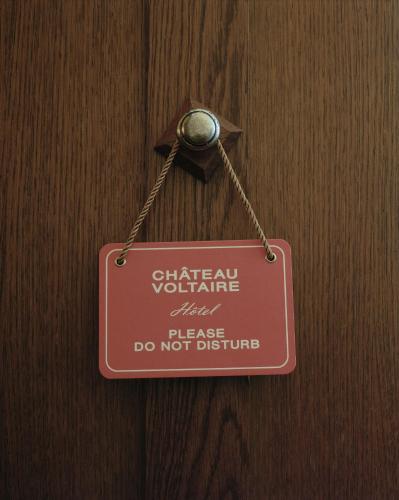 CHÂTEAU
VOLTAIRE
Hôtel
PLEASE
DO NOT DISTURB